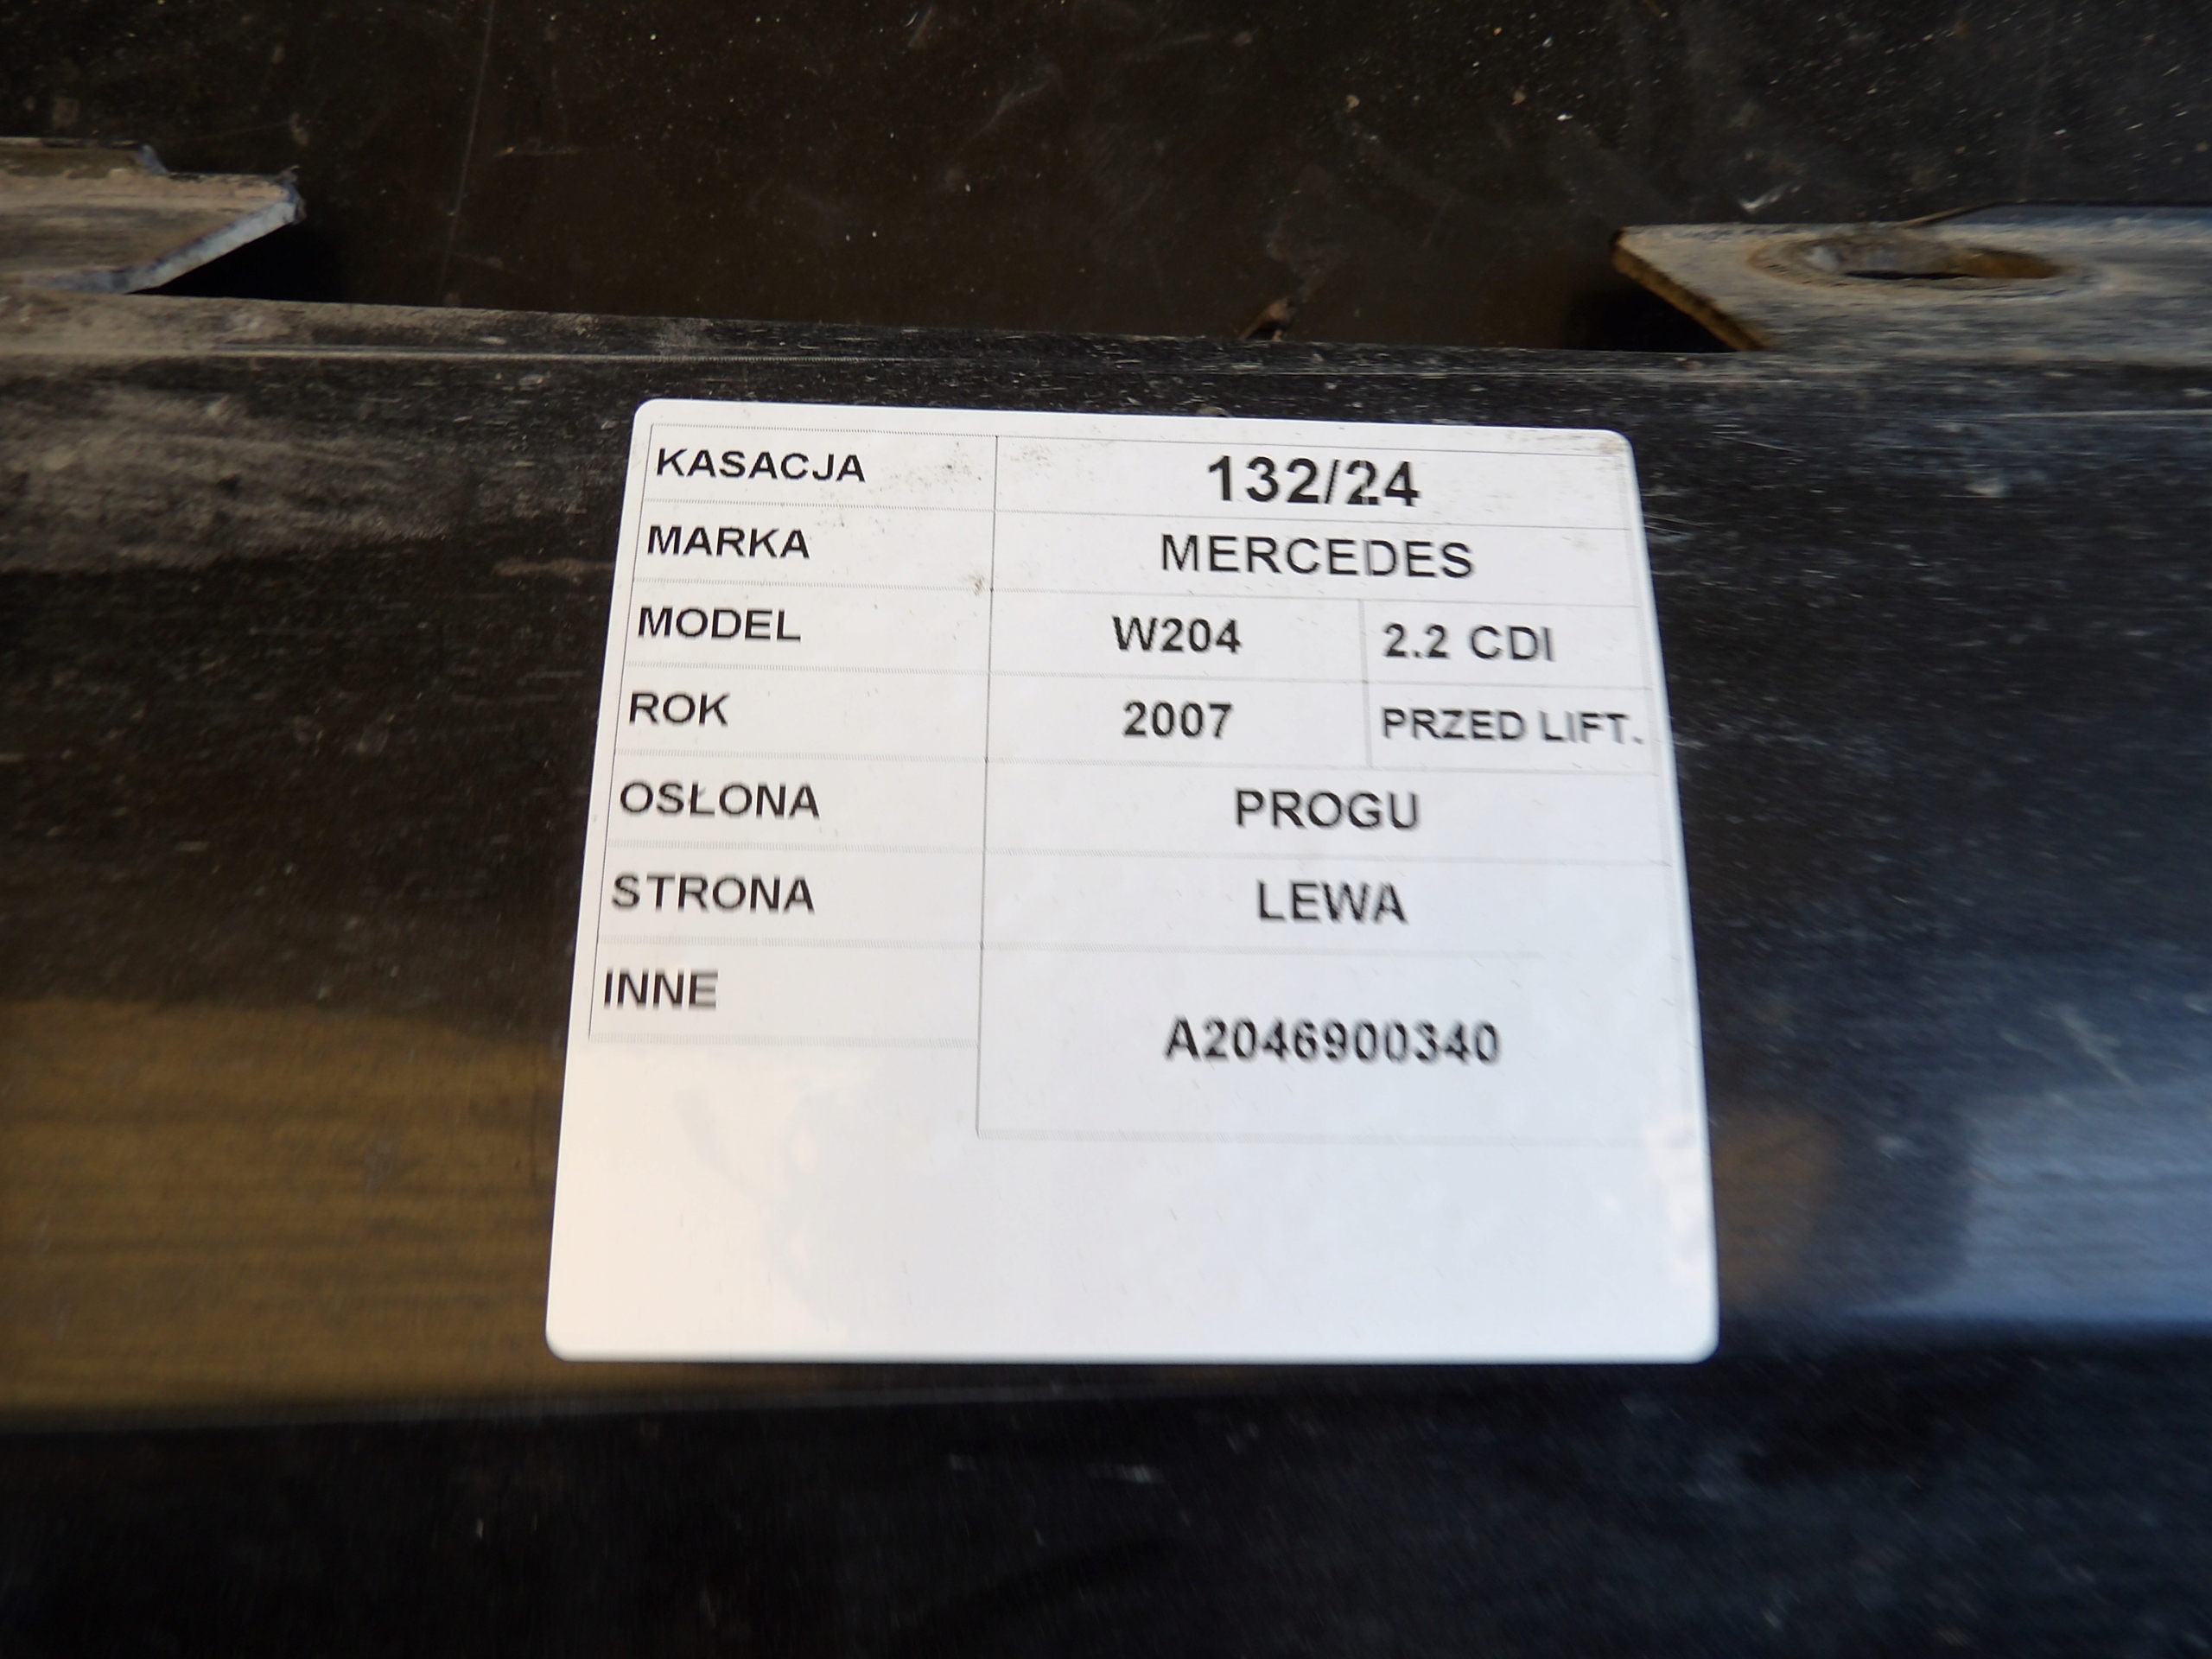 KASACJA 132/24
MARKA MERCEDES
MODEL W204 2.2 CDI
ROK 2007 PRZED LIFT.
OSŁONA PROGU
STRONA LEWA
INNE
A2046900340